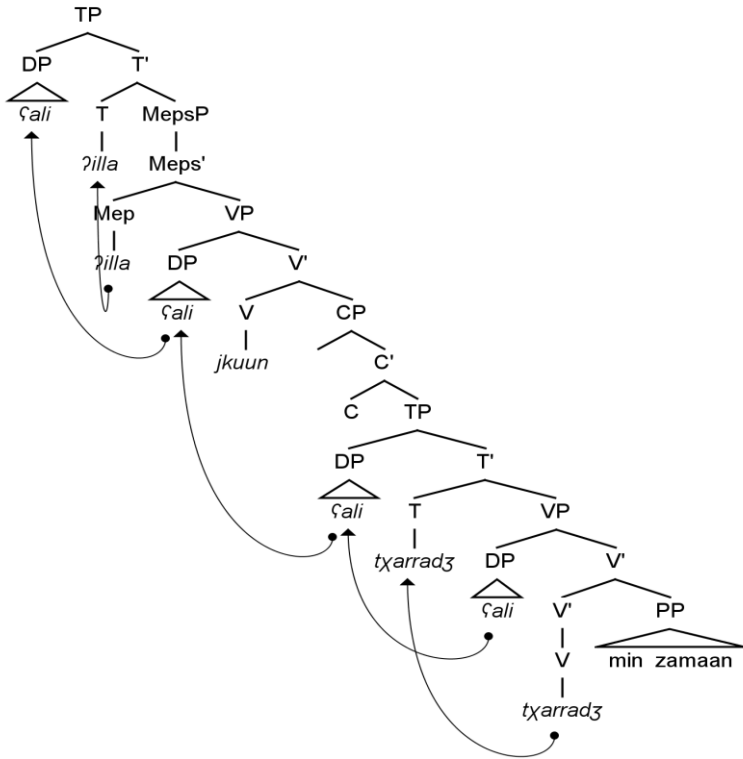 TP
DP T'
ʕali T MepsP
ʔilla Meps'
Mep VP
ʔilla DP V'
ʕali V CP
jkuun C'
C TP
DP T'
ʕali T VP
tχarradʒ DP V'
ʕali V' PP
V min zamaan
tχarradʒ